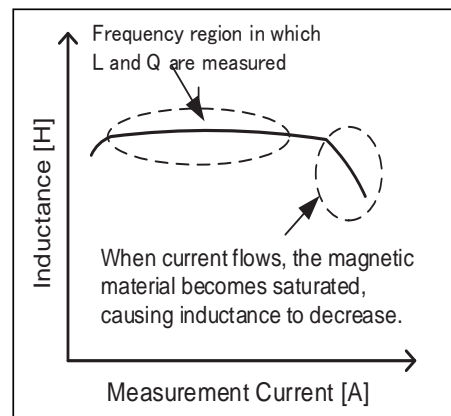 Frequency region in which
L and Q are measured
Inductance [H]
When current flows, the magnetic
material becomes saturated,
causing inductance to decrease.
Measurement Current [A]